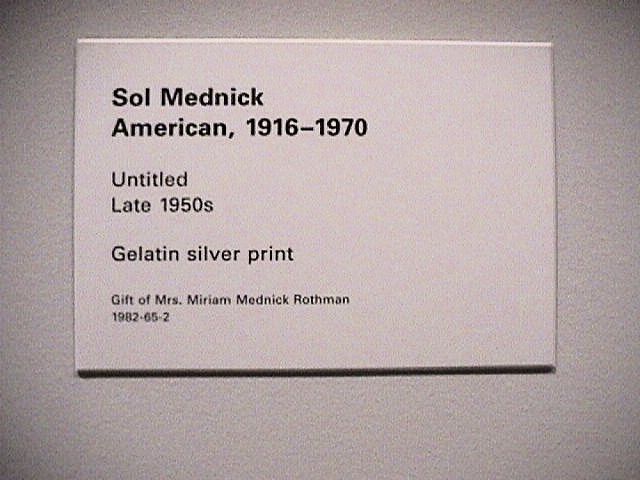 Sol Mednick
American, 1916–1970
Untitled
Late 1950s
Gelatin silver print
Gift of Mrs. Miriam Mednick Rothman
1982-65-2